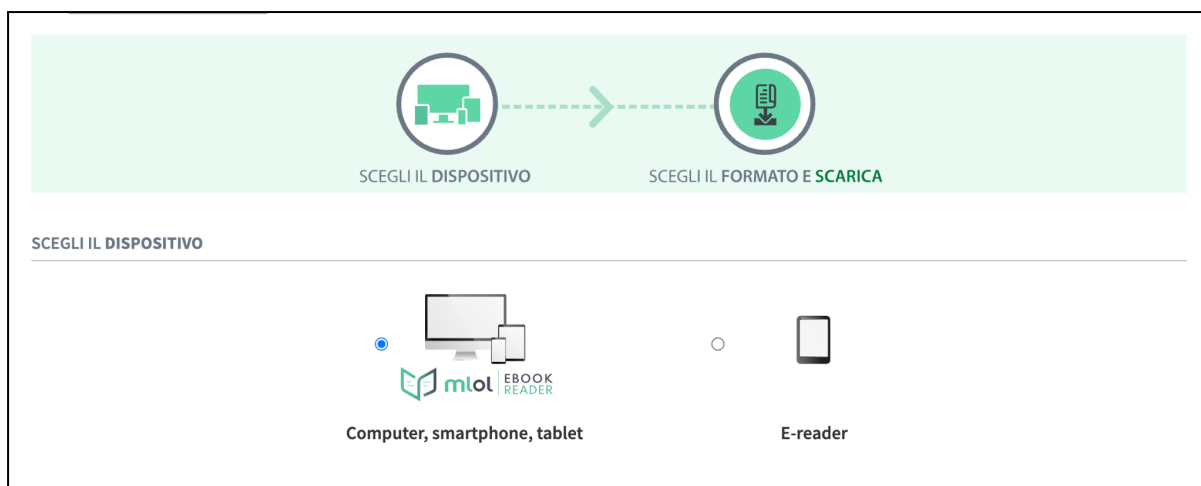 SCEGLI IL DISPOSITIVO
SCEGLI IL FORMATO E SCARICA
SCEGLI IL DISPOSITIVO
mlol EBOOK
READER
Computer, smartphone, tablet
E-reader